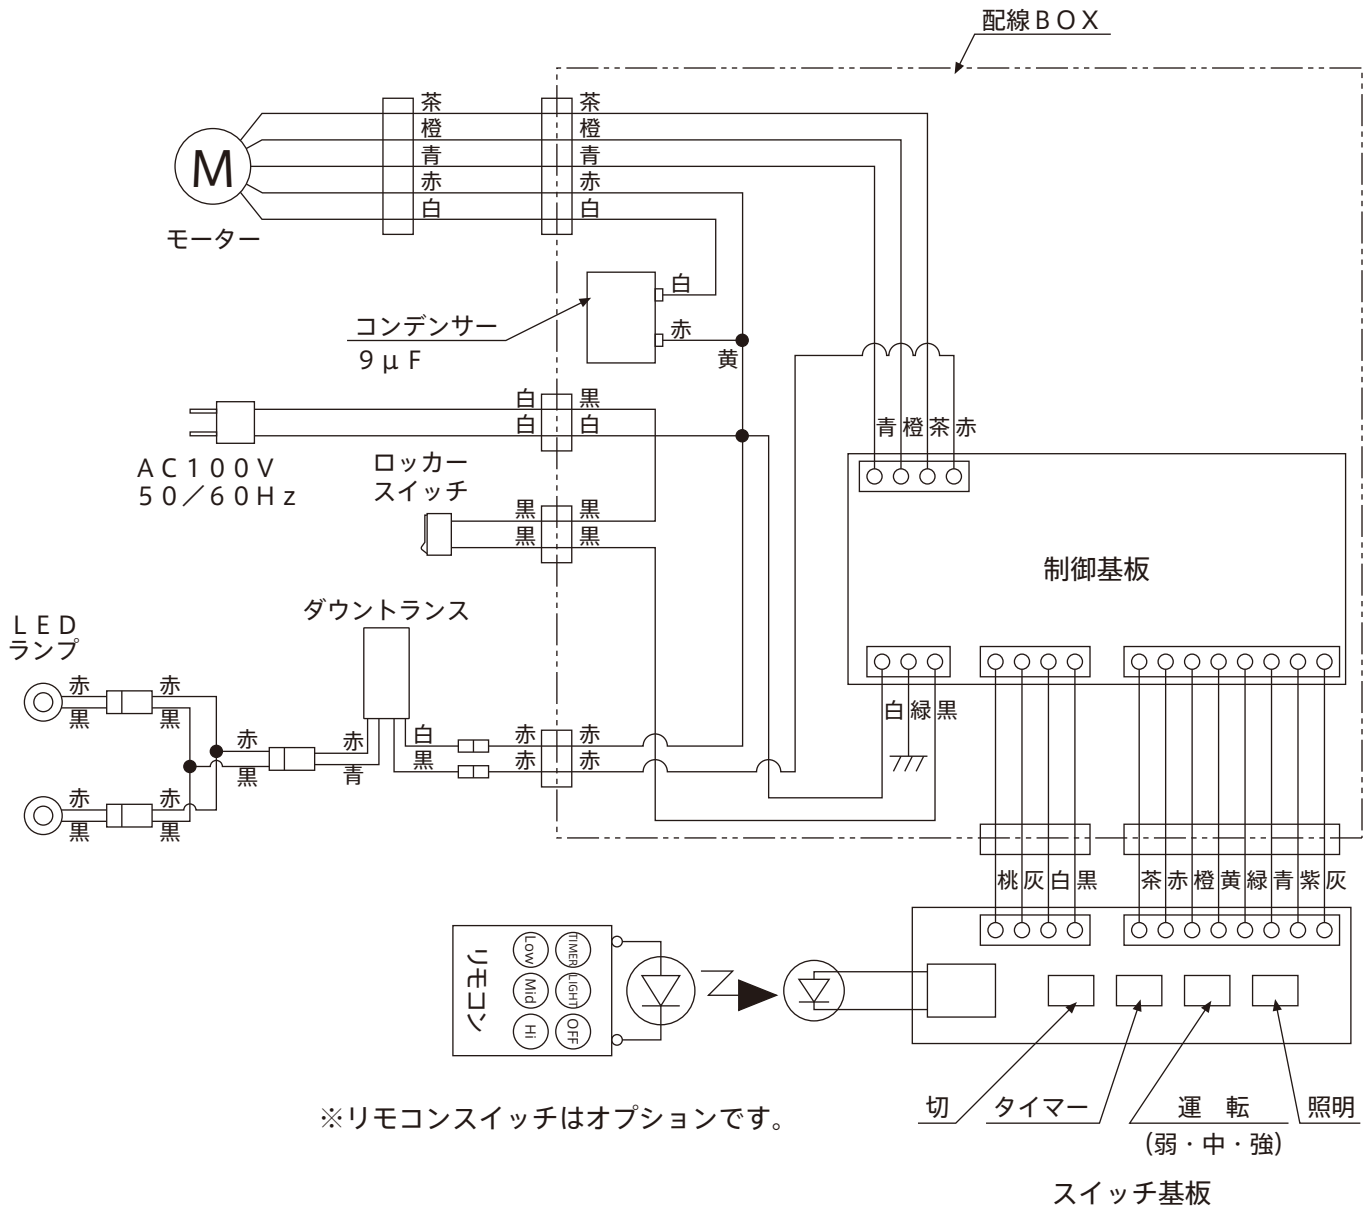 配線ＢＯＸ
茶 茶
橙 橙
青 青
赤 赤
白 白
M
モーター
白
赤
コンデンサー
９μＦ
黄
白 黒
白 白
青 橙 茶 赤
ＡＣ１００Ｖ
５０／６０Ｈｚ
ロッカー
スイッチ
黒 黒
黒 黒
制御基板
ダウントランス
ＬＥＤ
ランプ
赤 赤
黒 黒
白 緑 黒
赤 赤 白 赤 赤
黒 青 黒 赤 赤
赤 赤
黒 黒
桃 灰 白 黒 茶 赤 橙 黄 緑 青 紫 灰
リモコン
Low TIMER
Mid LIGHT
Hi OFF
※リモコンスイッチはオプションです。
切 タイマー 運　転 照明
(弱・中・強)
スイッチ基板